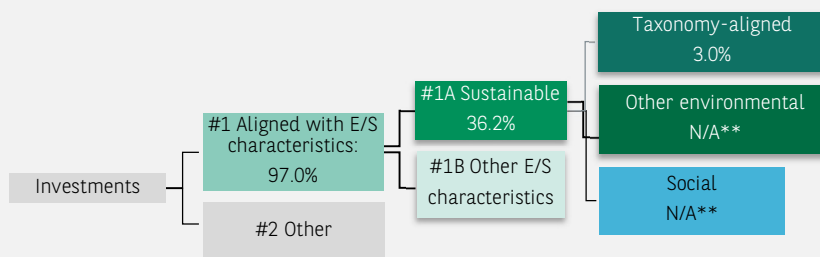 Investments
#1 Aligned with E/S
characteristics:
97.0%
#2 Other
#1A Sustainable
36.2%
#1B Other E/S
characteristics
Taxonomy-aligned
3.0%
Other environmental
N/A**
Social
N/A**